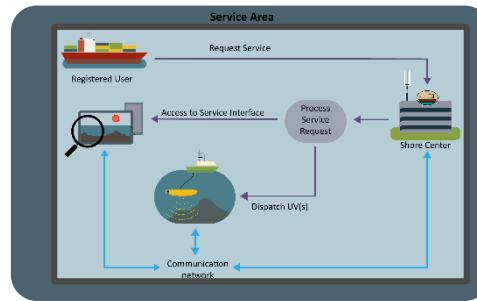 Service Area
Request Service
Registered User
Access to Service Interface
Process
Service
Request
Shore Center
Dispatch UV(s)
Communication
network